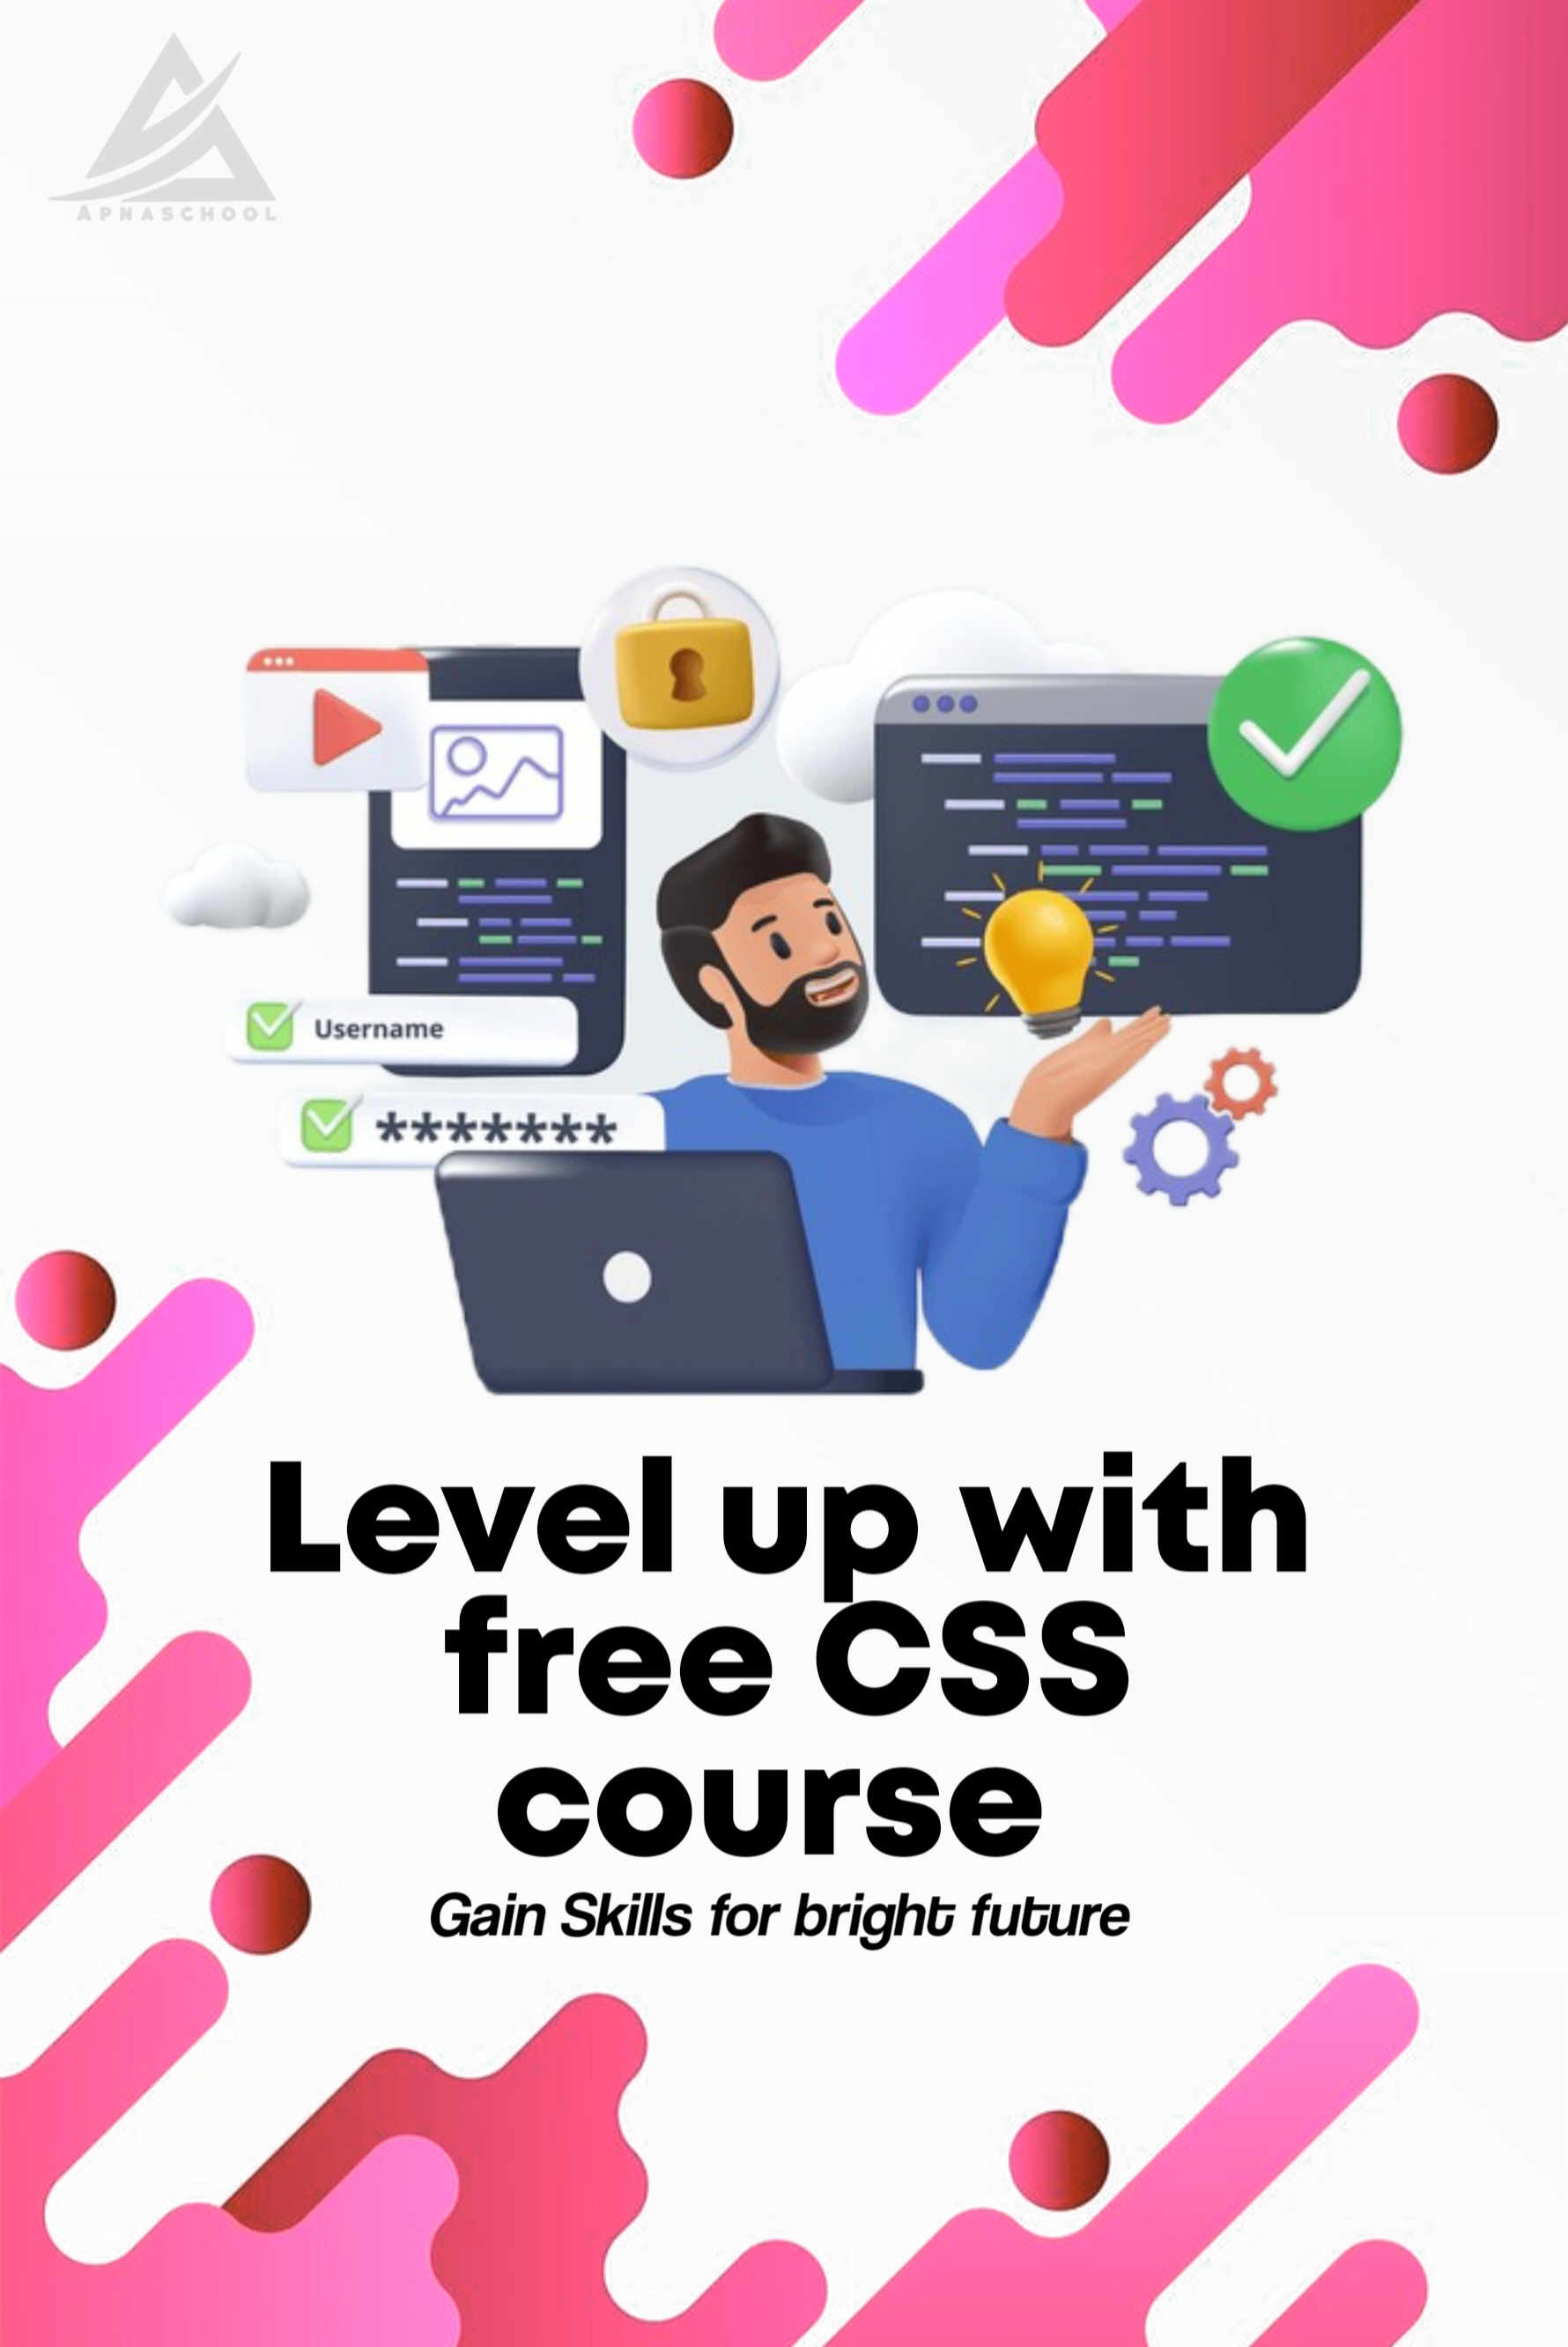 APNASCHOOL
Username
*******
Level up with
free CSS
course
Gain Skills for bright future